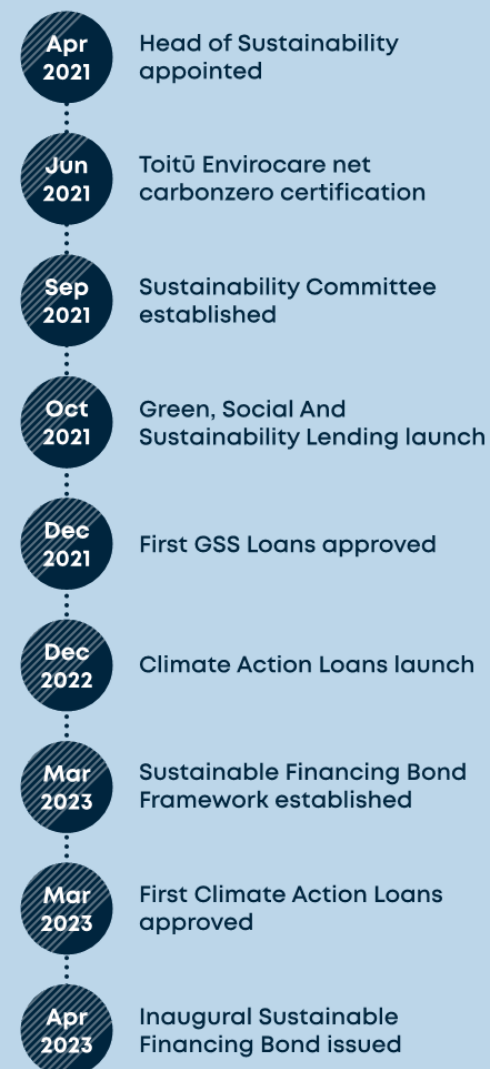 Apr
2021
Head of Sustainability
appointed
Jun
2021
Toitū Envirocare net
carbonzero certification
Sep
2021
Sustainability Committee
established
Oct
2021
Green, Social And
Sustainability Lending launch
Dec
2021
First GSS Loans approved
Dec
2022
Climate Action Loans launch
Mar
2023
Sustainable Financing Bond
Framework established
Mar
2023
First Climate Action Loans
approved
Apr
2023
Inaugural Sustainable
Financing Bond issued